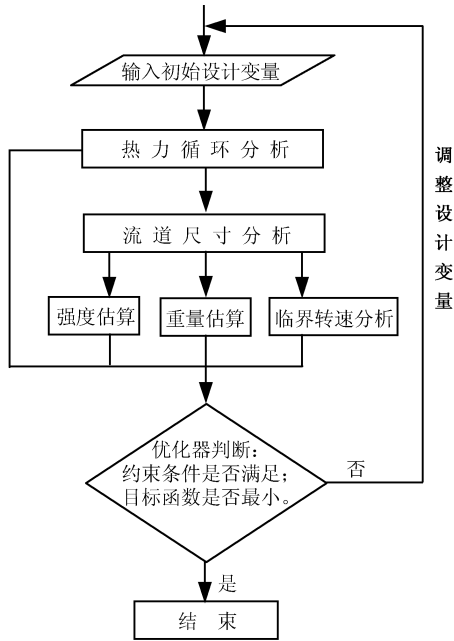 输入初始设计变量
热力循环分析
流道尺寸分析
强度估算
重量估算
临界转速分析
优化器判断：
约束条件是否满足；
目标函数是否最小。
否
是
结束
调整设计变量